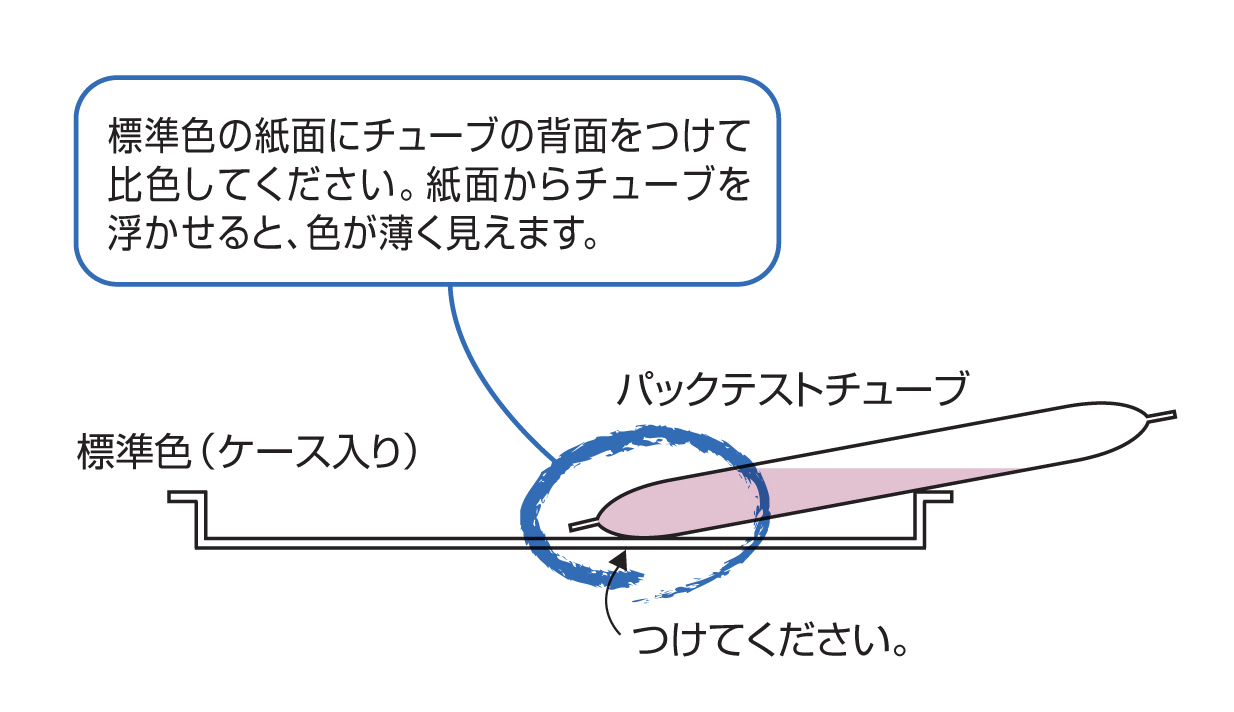 標準色の紙面にチューブの背面をつけて
比色してください。紙面からチューブを
浮かせると、色が薄く見えます。
パックテストチューブ
標準色（ケース入り）
つけてください。